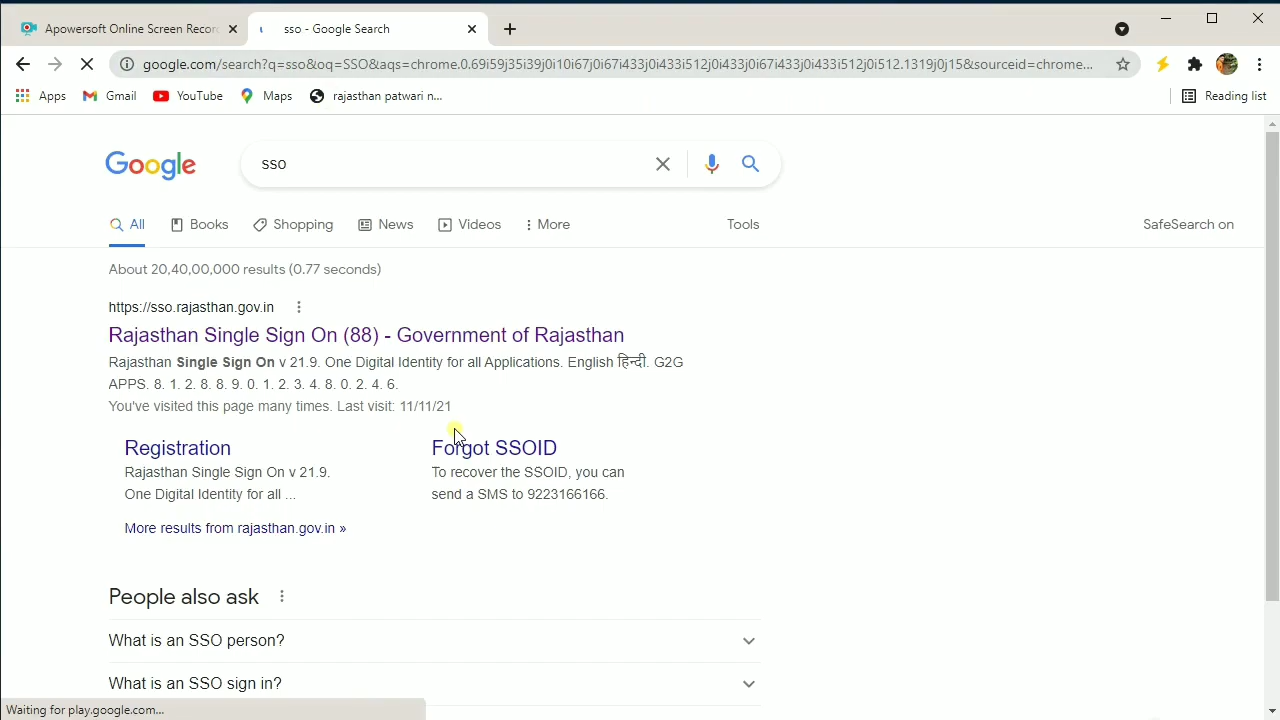 Apowersoft Online Screen Recor
sso - Google Search
google.com/search?q=sso&oq=SSO&aqs=chrome.0.69i59j35i39j0i10i67j0i67i433j0i433i512j0i433j0i67i433j0i433i512j0i512.1319j0j15&sourceid=chrome...
Apps
Gmail
YouTube
Maps
rajasthan patwari n...
Reading list
Google
sso
All
Books
Shopping
News
Videos
More
Tools
SafeSearch on
About 20,40,00,000 results (0.77 seconds)
https://sso.rajasthan.gov.in
Rajasthan Single Sign On (88) - Government of Rajasthan
Rajasthan Single Sign On v 21.9. One Digital Identity for all Applications. English हिन्दी. G2G
APPS. 8. 1. 2. 8. 8. 9. 0. 1. 2. 3. 4. 8. 0. 2. 4. 6.
You've visited this page many times. Last visit: 11/11/21
Registration
Rajasthan Single Sign On v 21.9.
One Digital Identity for all ...
Forgot SSOID
To recover the SSOID, you can
send a SMS to 9223166166.
More results from rajasthan.gov.in »
People also ask
What is an SSO person?
What is an SSO sign in?
Waiting for play.google.com...